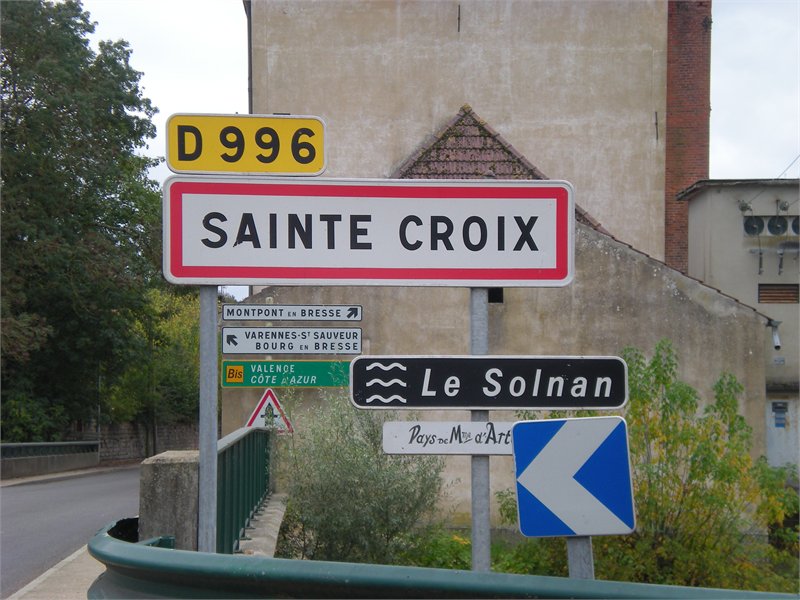 D 996
SAINTE CROIX
MONTPONT EN BRESSE
VARENNES-ST SAUVEUR
BOURG EN BRESSE
Bis VALENCE
CÔTE D'AZUR
Le Solnan
Pays de Mme d'Art